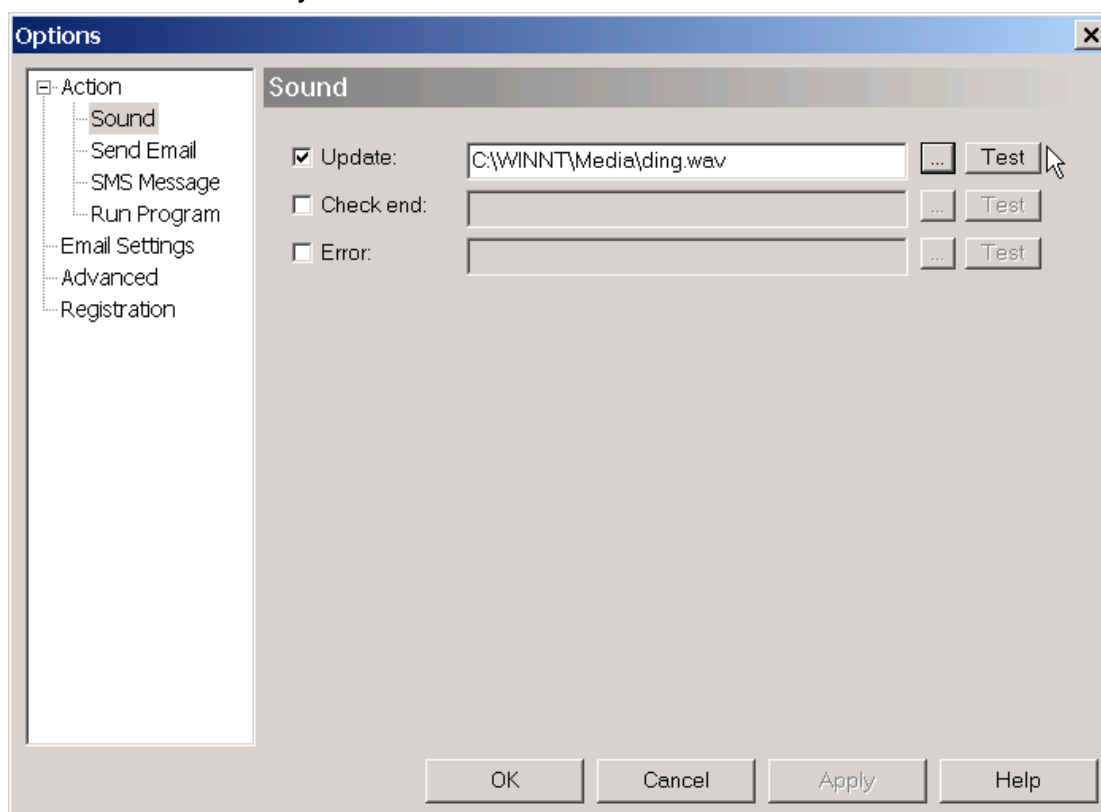 Options
Action
Sound
Send Email
SMS Message
Run Program
Email Settings
Advanced
Registration
Sound
Update: C:\WINNT\Media\ding.wav ... Test
Check end: ... Test
Error: ... Test
OK Cancel Apply Help